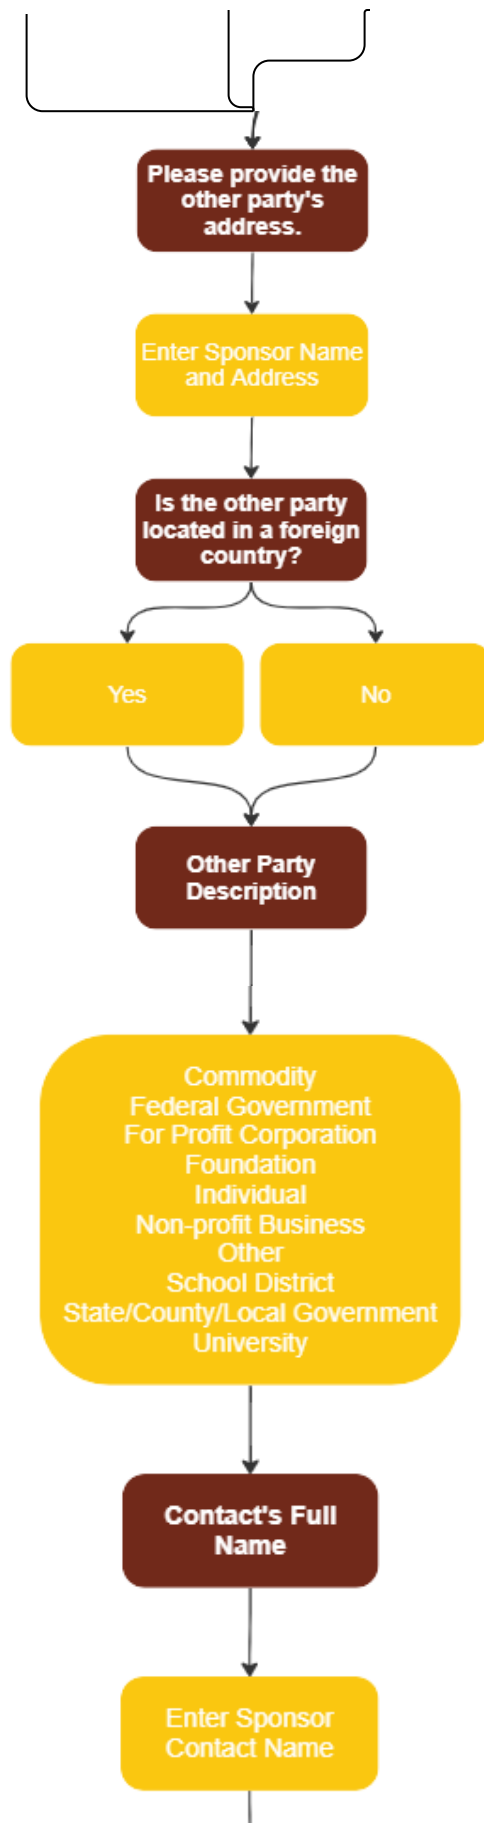 Please provide the
other party's
address.
Enter Sponsor Name
and Address
Is the other party
located in a foreign
country?
Yes
No
Other Party
Description
Commodity
Federal Government
For Profit Corporation
Foundation
Individual
Non-profit Business
Other
School District
State/County/Local Government
University
Contact's Full
Name
Enter Sponsor
Contact Name